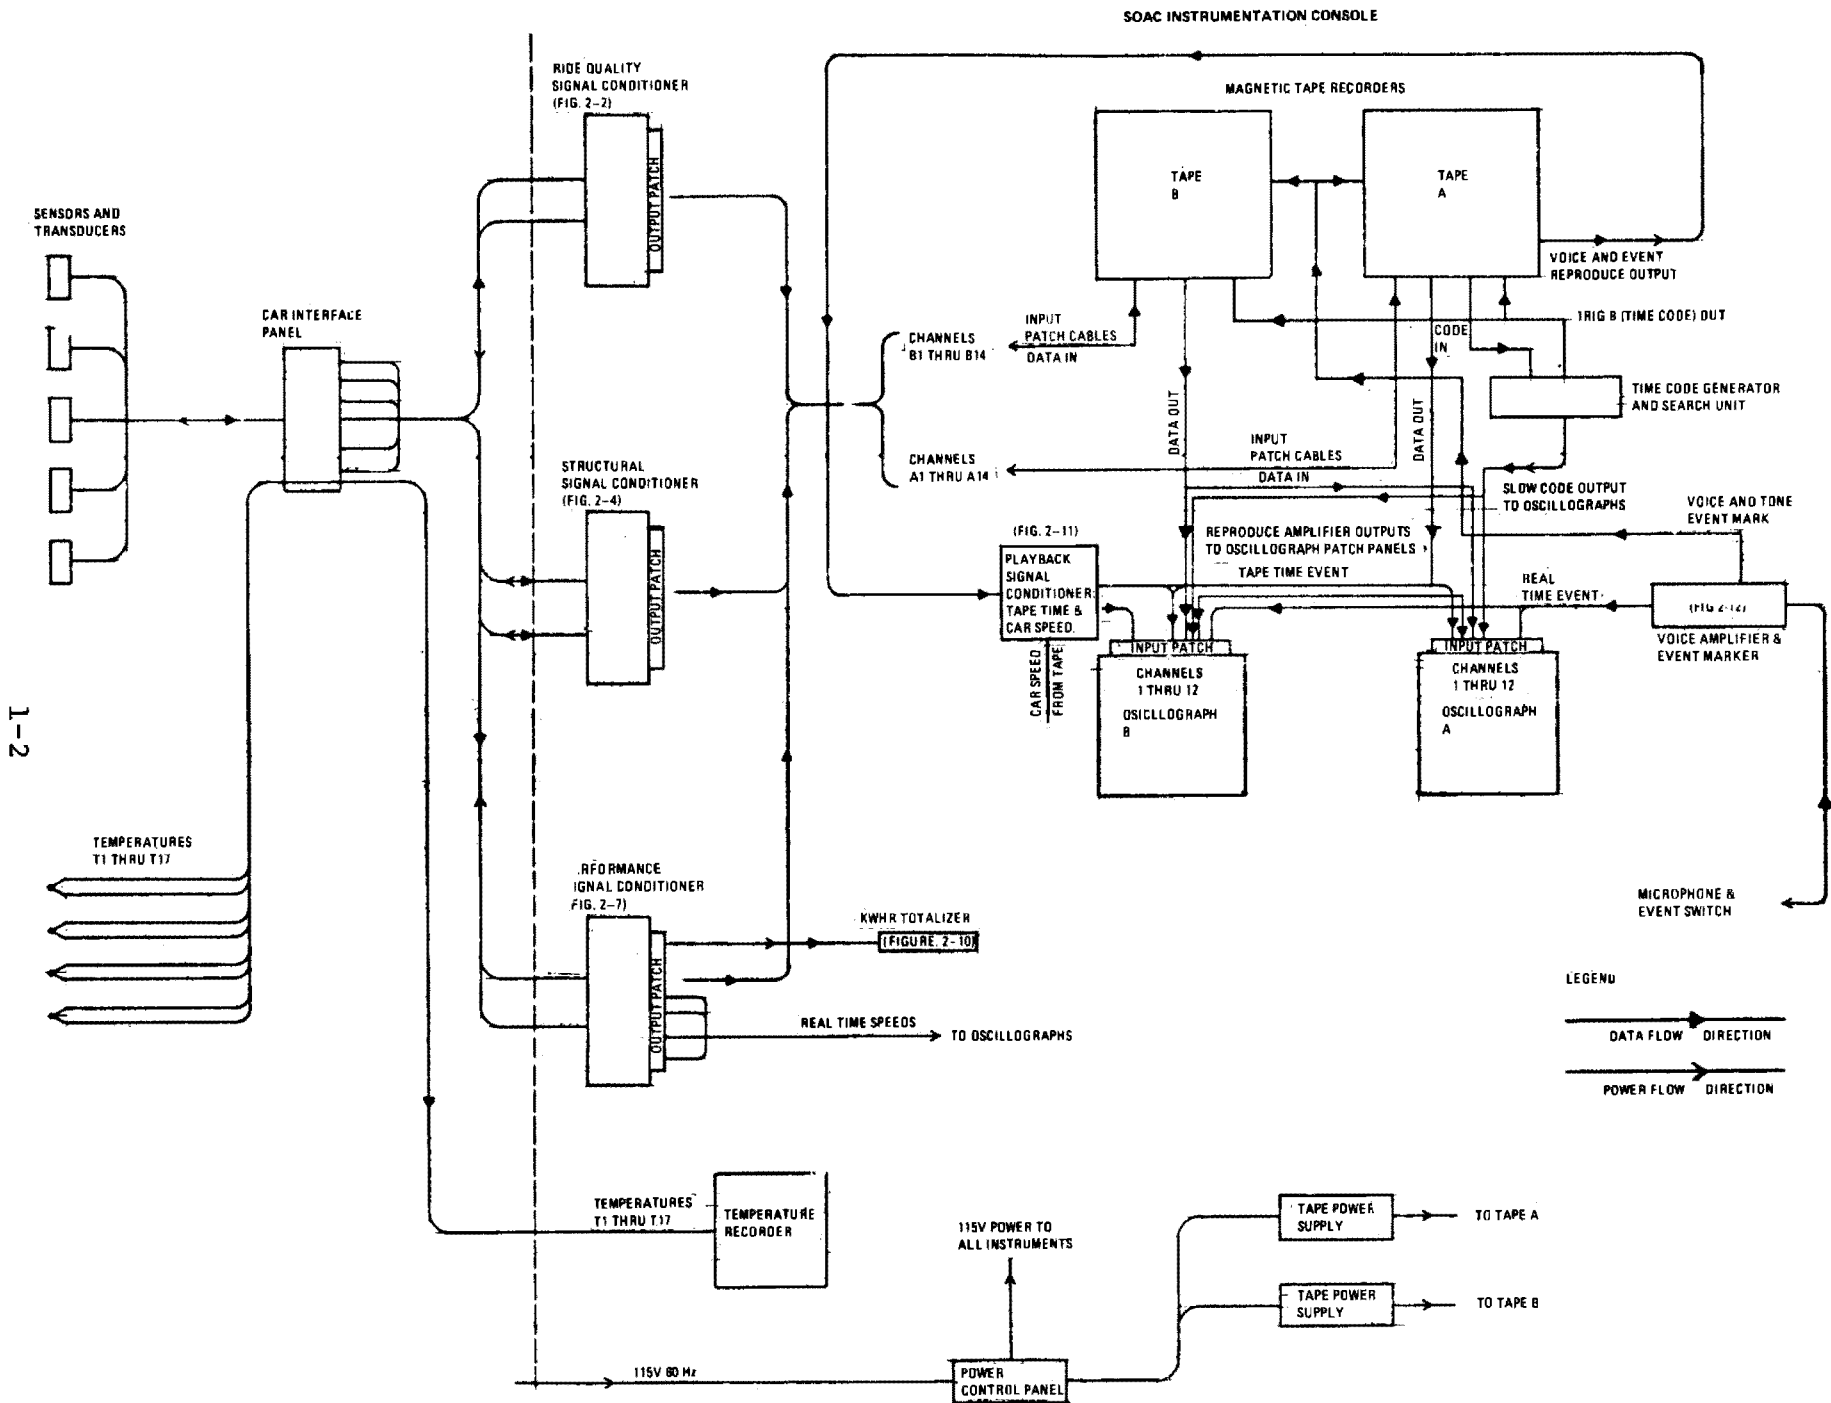 SOAC INSTRUMENTATION CONSOLE
RIDE QUALITY
SIGNAL CONDITIONER
(FIG. 2-2)
OUTPUT PATCH
MAGNETIC TAPE RECORDERS
TAPE
B
TAPE
A
VOICE AND EVENT
REPRODUCE OUTPUT
SENSORS AND
TRANSDUCERS
CAR INTERFACE
PANEL
CHANNELS
B1 THRU B14
INPUT
PATCH CABLES
DATA IN
CODE
IN
IRIG B (TIME CODE) OUT
TIME CODE GENERATOR
AND SEARCH UNIT
DATA OUT
DATA OUT
CHANNELS
A1 THRU A14
INPUT
PATCH CABLES
DATA IN
STRUCTURAL
SIGNAL CONDITIONER
(FIG. 2-4)
OUTPUT PATCH
SLOW CODE OUTPUT
TO OSCILLOGRAPHS
VOICE AND TONE
EVENT MARK
(FIG. 2-11)
PLAYBACK
SIGNAL
CONDITIONER:
TAPE TIME &
CAR SPEED.
REPRODUCE AMPLIFIER OUTPUTS
TO OSCILLOGRAPH PATCH PANELS
TAPE TIME EVENT
REAL
TIME EVENT
(FIG 2-12)
VOICE AMPLIFIER &
EVENT MARKER
CAR SPEED
FROM TAPE
INPUT PATCH
CHANNELS
1 THRU 12
OSICLLOGRAPH
B
INPUT PATCH
CHANNELS
1 THRU 12
OSCILLOGRAPH
A
1-2
TEMPERATURES
T1 THRU T17
.RFORMANCE
IGNAL CONDITIONER
(FIG. 2-7)
OUTPUT PATCH
KWHR TOTALIZER
(FIGURE. 2-10)
REAL TIME SPEEDS
TO OSCILLOGRAPHS
MICROPHONE &
EVENT SWITCH
LEGEND
DATA FLOW DIRECTION
POWER FLOW DIRECTION
TEMPERATURES
T1 THRU T17
TEMPERATURE
RECORDER
115V POWER TO
ALL INSTRUMENTS
TAPE POWER
SUPPLY
TO TAPE A
TAPE POWER
SUPPLY
TO TAPE B
115V 60 Hz
POWER
CONTROL PANEL